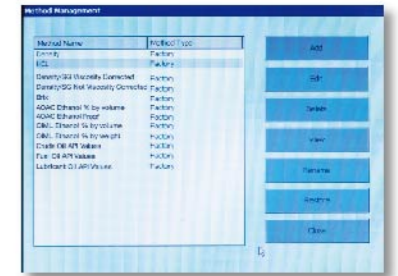 Method Management
Method Name Method Type
Density Factory
HCL Factory
Density/SG Viscosity Corrected Factory
Density/SG Not Viscosity Corrected Factory
Brix Factory
AOAC Ethanol % by volume Factory
AOAC Ethanol Proof Factory
OIML Ethanol % by volume Factory
OIML Ethanol % by weight Factory
Crude Oil API Values Factory
Fuel Oil API Values Factory
Lubricant Oil API Values Factory
Add
Edit
Delete
View
Rename
Restore
Close